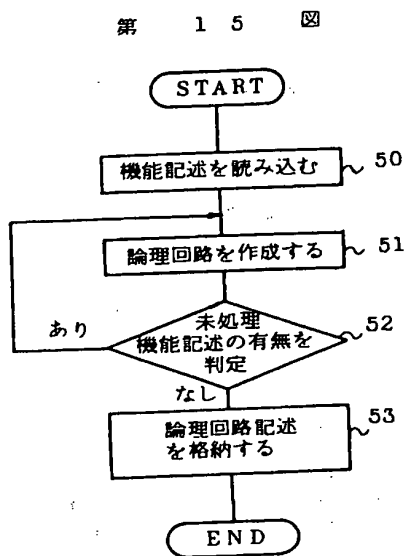 第 15 図
START
機能記述を読み込む
50
論理回路を作成する
51
未処理
機能記述の有無を
判定
52
あり
なし
論理回路記述
を格納する
53
END